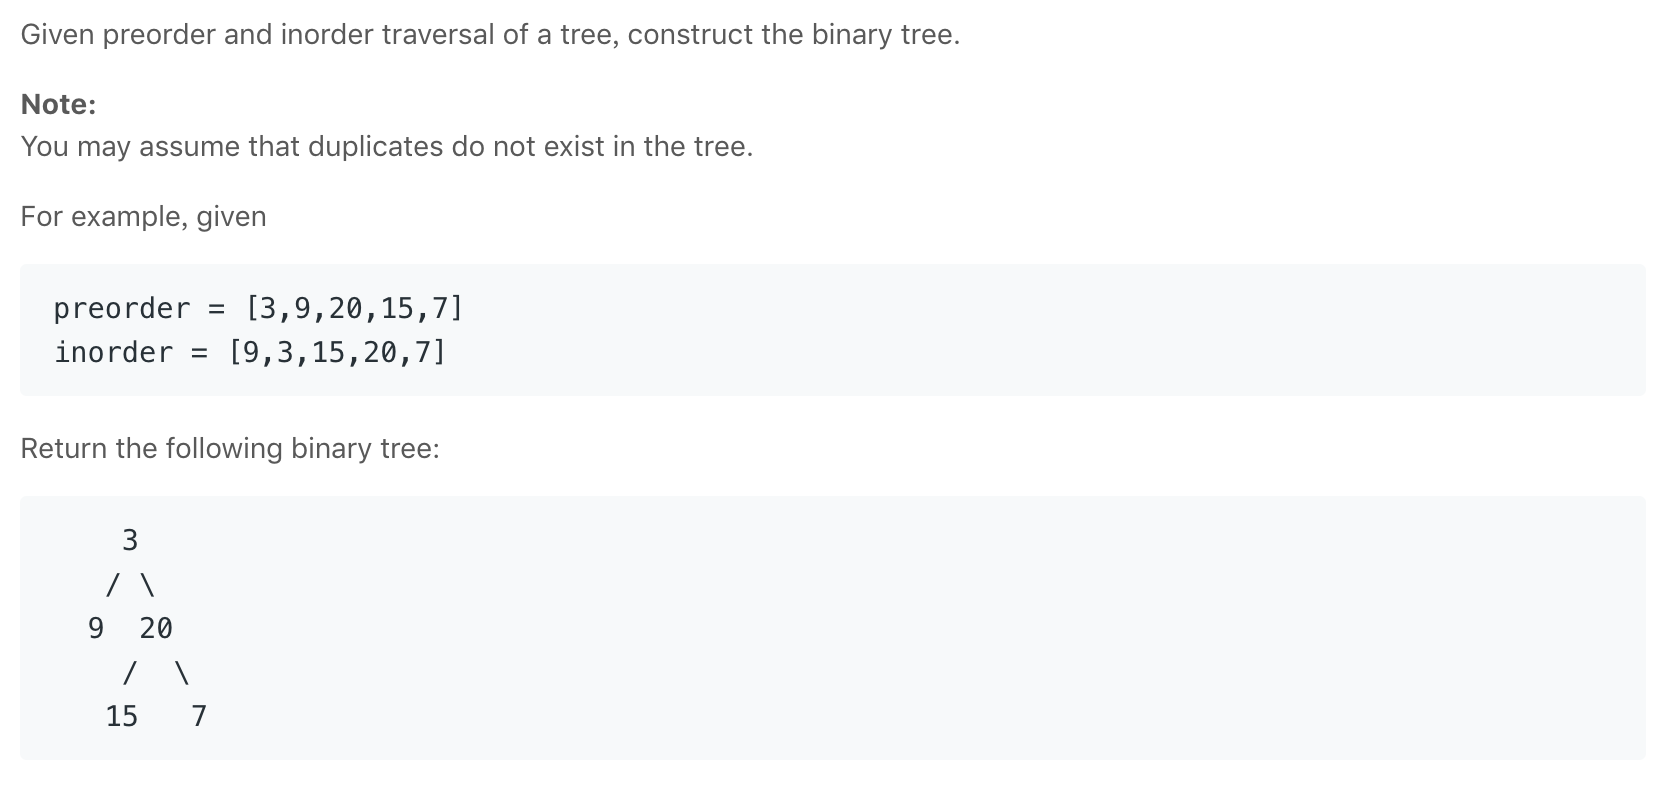 Given preorder and inorder traversal of a tree, construct the binary tree.
Note:
You may assume that duplicates do not exist in the tree.
For example, given
preorder = [3,9,20,15,7]
inorder = [9,3,15,20,7]
Return the following binary tree:
    3
   / \
  9  20
    /  \
   15   7